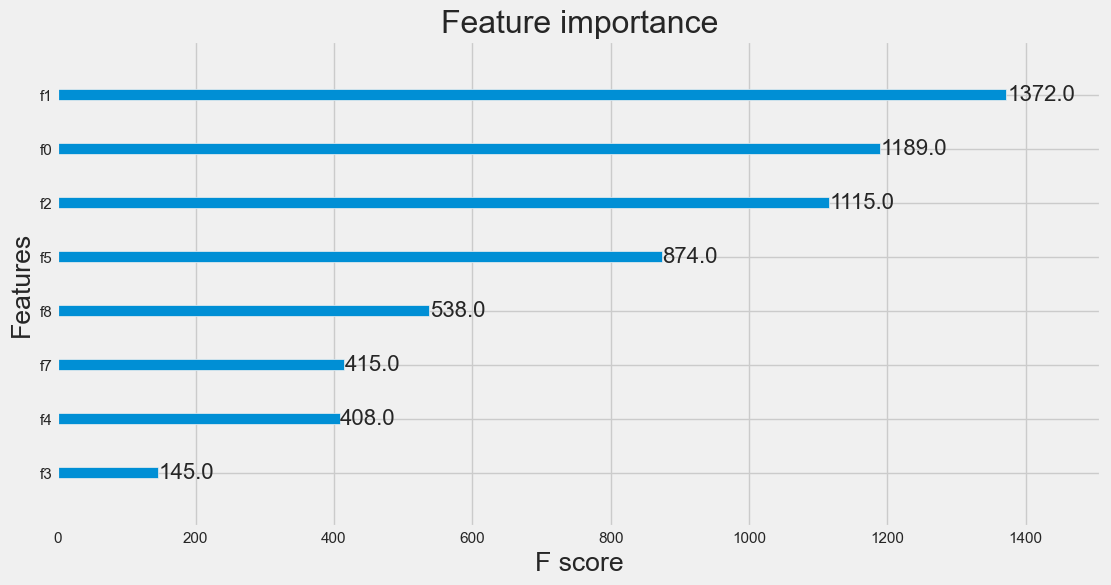 Feature importance
Features
f1 1372.0
f0 1189.0
f2 1115.0
f5 874.0
f8 538.0
f7 415.0
f4 408.0
f3 145.0
0 200 400 600 800 1000 1200 1400
F score